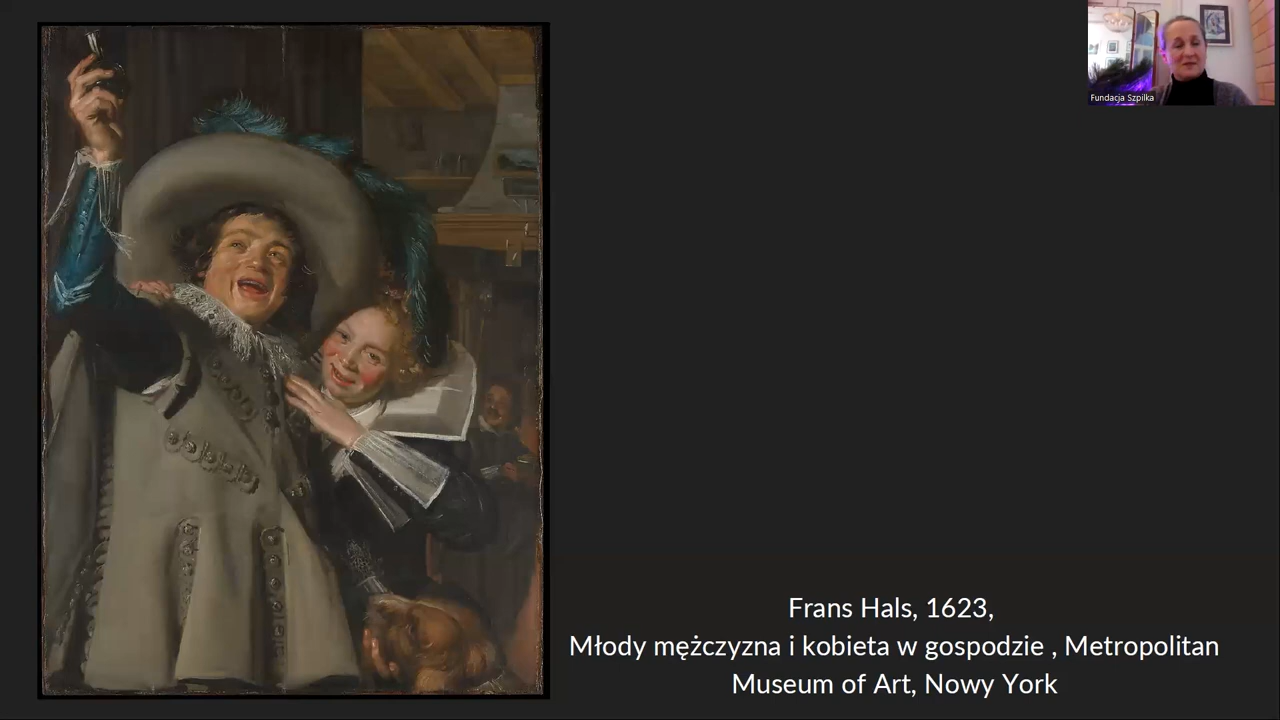 Fundacja Szpilka
Frans Hals, 1623,
Młody mężczyzna i kobieta w gospodzie , Metropolitan
Museum of Art, Nowy York